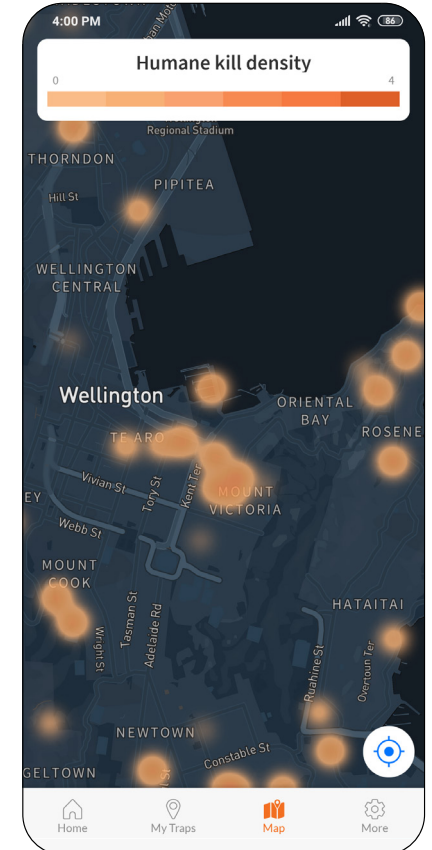 4:00 PM
86
Humane kill density
0
4
Regional Stadium
THORNDON
PIPITEA
Hill St
WELLINGTON
CENTRAL
Wellington
ORIENTAL
BAY
TE ARO
ROSENE
Vivian St
Tory St
Kent Ter
MOUNT
VICTORIA
EY
Webb St
MOUNT
COOK
HATAITAI
Tasman St
Adelaide Rd
Wright St
Ruahine St
Overtoun Ter
NEWTOWN
Constable St
GELTOWN
l St
Home
My Traps
Map
More